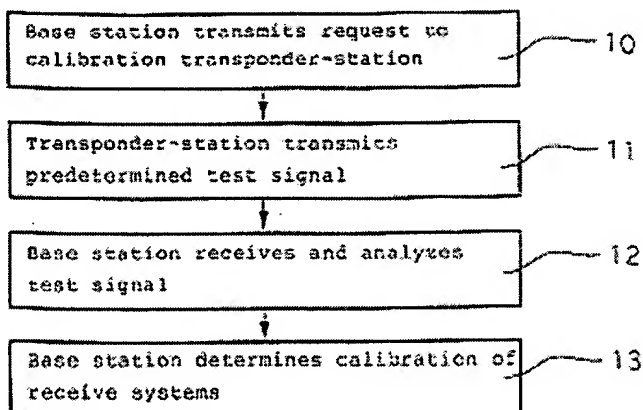 Base station transmits request to
calibration transponder-station
10
Transponder-station transmits
predetermined test signal
11
Base station receives and analyzes
test signal
12
Base station determines calibration of
receive systems
13